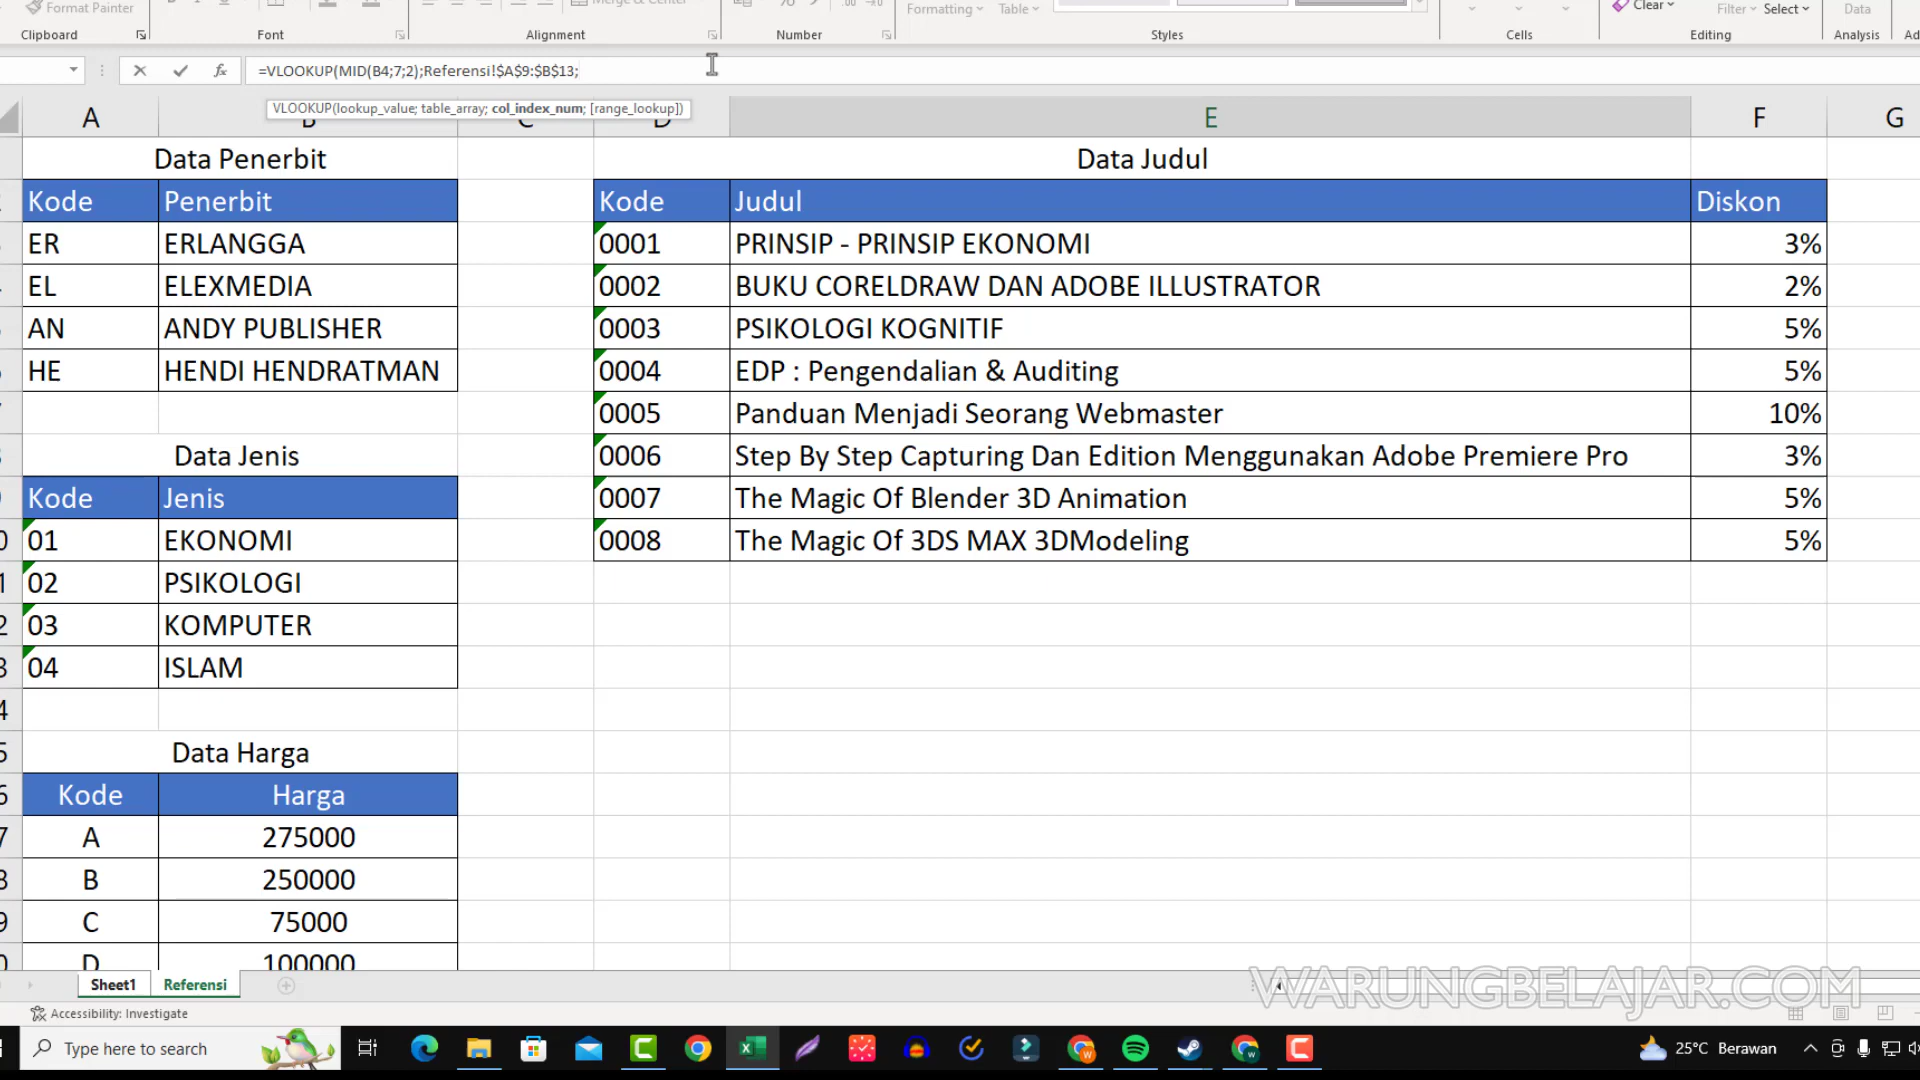 Format Painter
Merge & Center
Formatting
Table
Clear
Filter
Select
Data
Clipboard
Font
Alignment
Number
Styles
Cells
Editing
Analysis
=VLOOKUP(MID(B4;7;2);Referensi!$A$9:$B$13;
VLOOKUP(lookup_value; table_array; col_index_num; [range_lookup])
A E F G
Data Penerbit
Kode Penerbit
ER ERLANGGA
EL ELEXMEDIA
AN ANDY PUBLISHER
HE HENDI HENDRATMAN
Data Jenis
Kode Jenis
01 EKONOMI
02 PSIKOLOGI
03 KOMPUTER
04 ISLAM
Data Harga
Kode Harga
A 275000
B 250000
C 75000
D 100000
Data Judul
Kode Judul Diskon
0001 PRINSIP - PRINSIP EKONOMI 3%
0002 BUKU CORELDRAW DAN ADOBE ILLUSTRATOR 2%
0003 PSIKOLOGI KOGNITIF 5%
0004 EDP : Pengendalian & Auditing 5%
0005 Panduan Menjadi Seorang Webmaster 10%
0006 Step By Step Capturing Dan Edition Menggunakan Adobe Premiere Pro 3%
0007 The Magic Of Blender 3D Animation 5%
0008 The Magic Of 3DS MAX 3DModeling 5%
Sheet1 Referensi
WARUNGBELAJAR.COM
Accessibility: Investigate
Type here to search
25°C Berawan